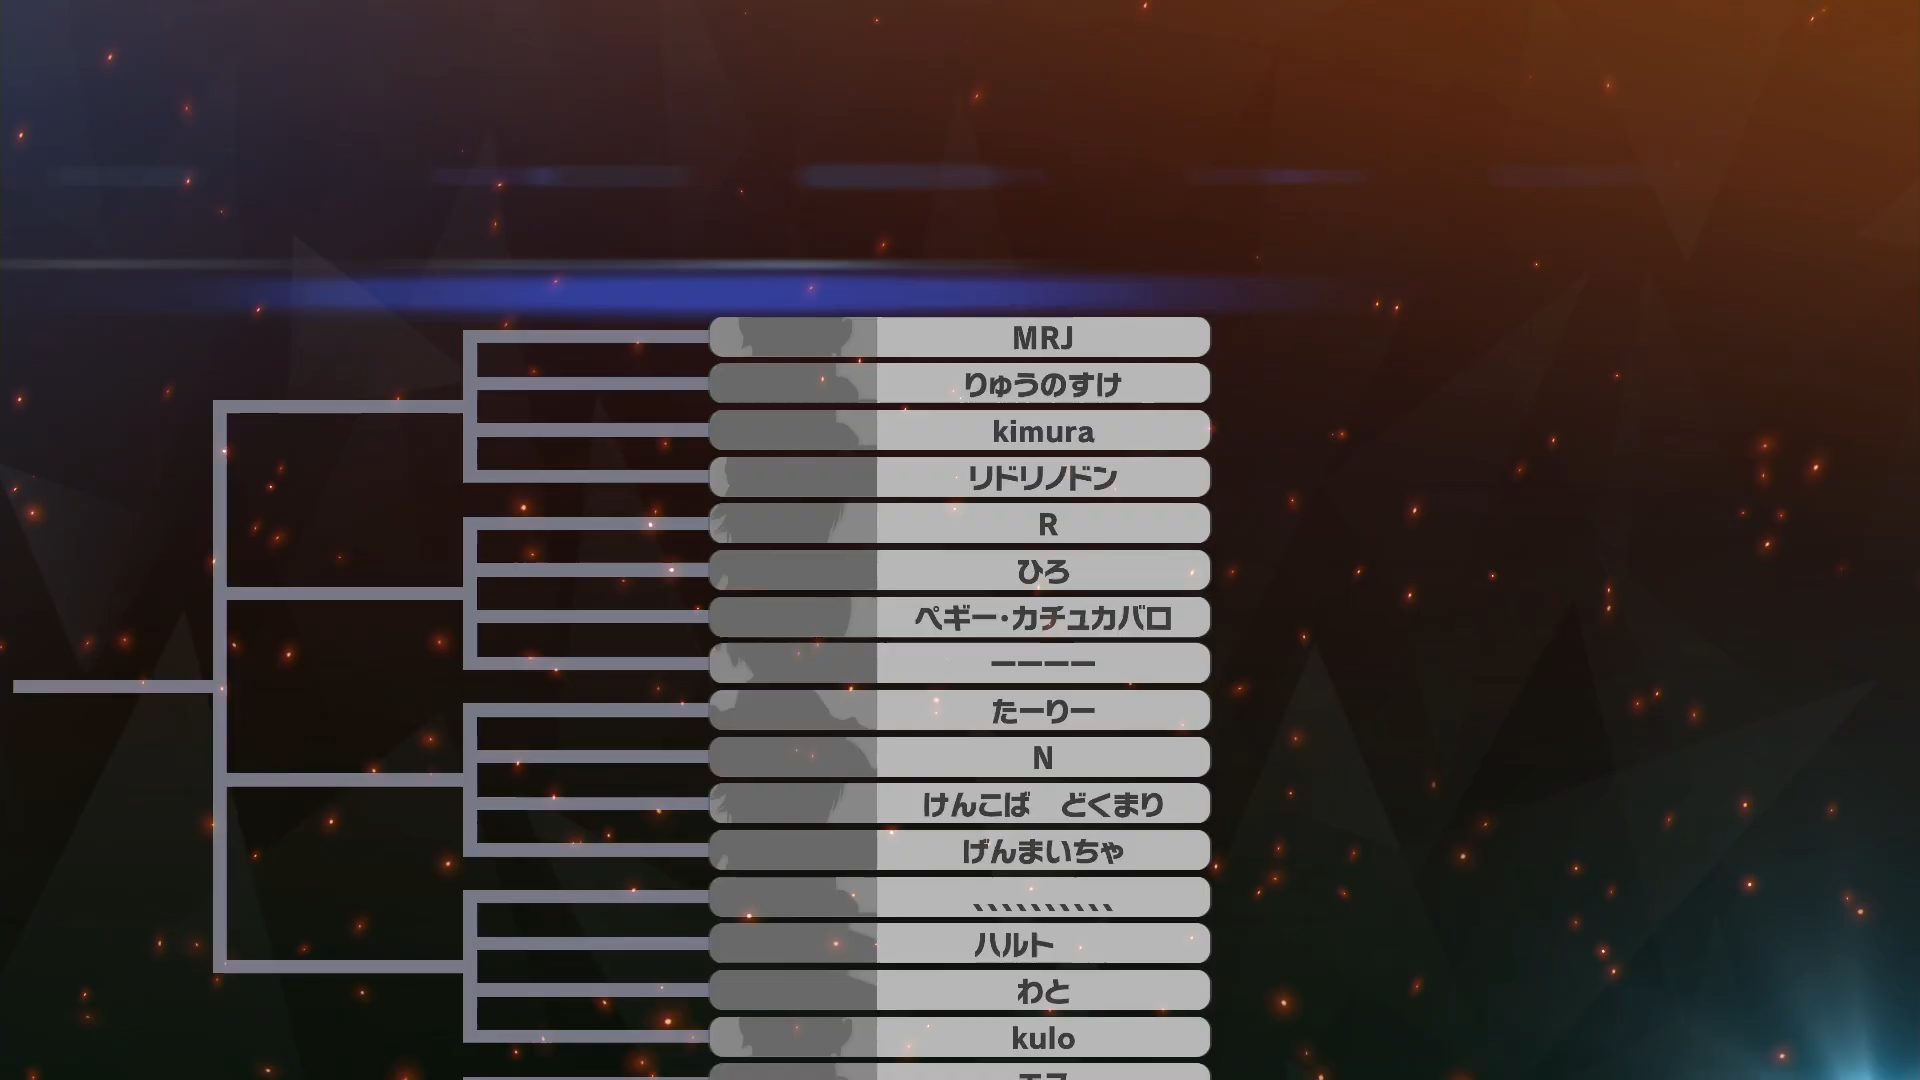 MRJ
りゅうのすけ
kimura
リドリノドン
R
ひろ
ペギー・カチュカバロ
ーーーー
たーりー
N
けんこば　どくまり
げんまいちゃ
、、、、、、、、、、
ハルト
わと
kulo